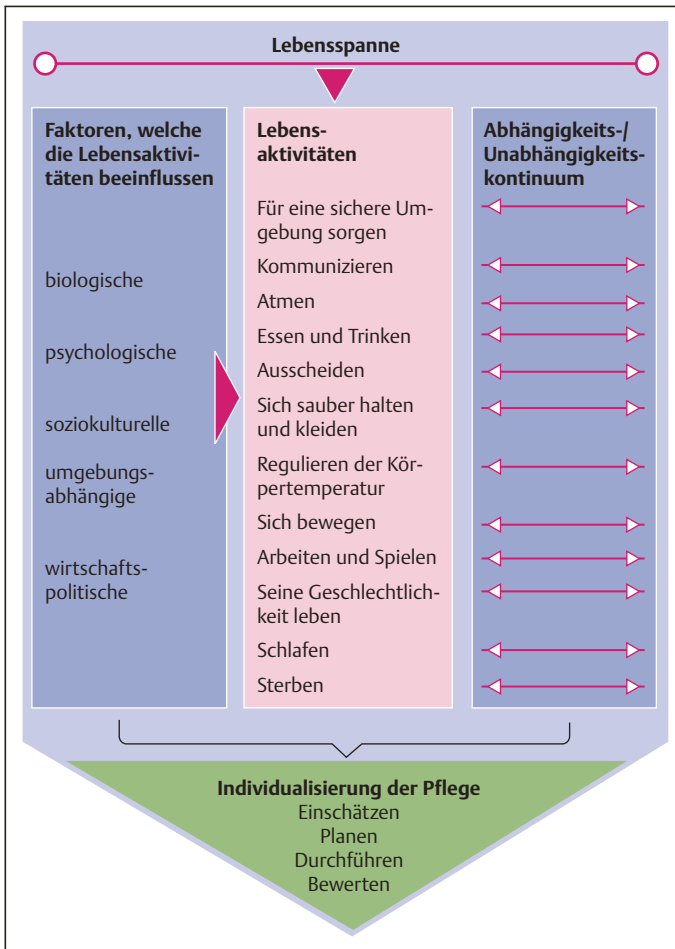 Lebensspanne
Faktoren, welche
die Lebensaktivi-
täten beeinflussen
biologische
psychologische
soziokulturelle
umgebungs-
abhängige
wirtschafts-
politische
Lebens-
aktivitäten
Für eine sichere Um-
gebung sorgen
Kommunizieren
Atmen
Essen und Trinken
Ausscheiden
Sich sauber halten
und kleiden
Regulieren der Kör-
pertemperatur
Sich bewegen
Arbeiten und Spielen
Seine Geschlechtlich-
keit leben
Schlafen
Sterben
Abhängigkeits-/
Unabhängigkeits-
kontinuum
Individualisierung der Pflege
Einschätzen
Planen
Durchführen
Bewerten